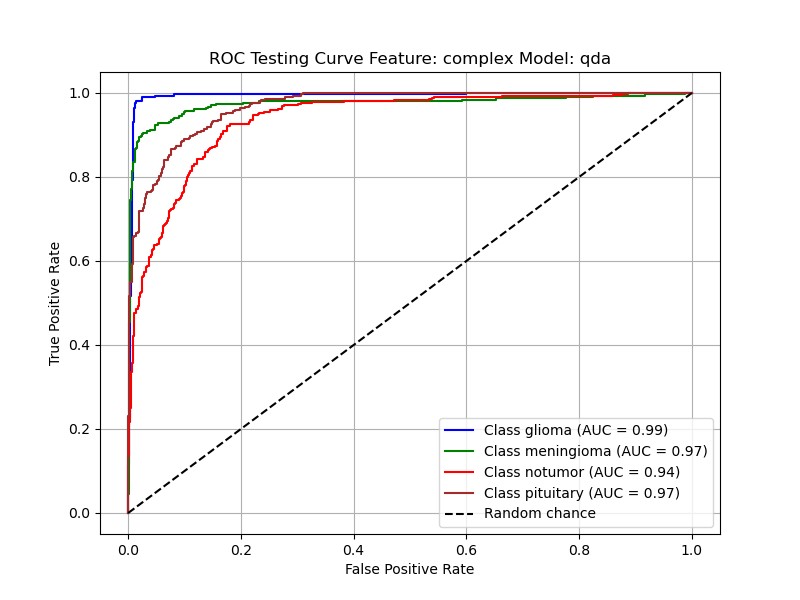 ROC Testing Curve Feature: complex Model: qda
True Positive Rate
1.0
0.8
0.6
0.4
0.2
0.0
Class glioma (AUC = 0.99)
Class meningioma (AUC = 0.97)
Class notumor (AUC = 0.94)
Class pituitary (AUC = 0.97)
Random chance
0.0 0.2 0.4 0.6 0.8 1.0
False Positive Rate